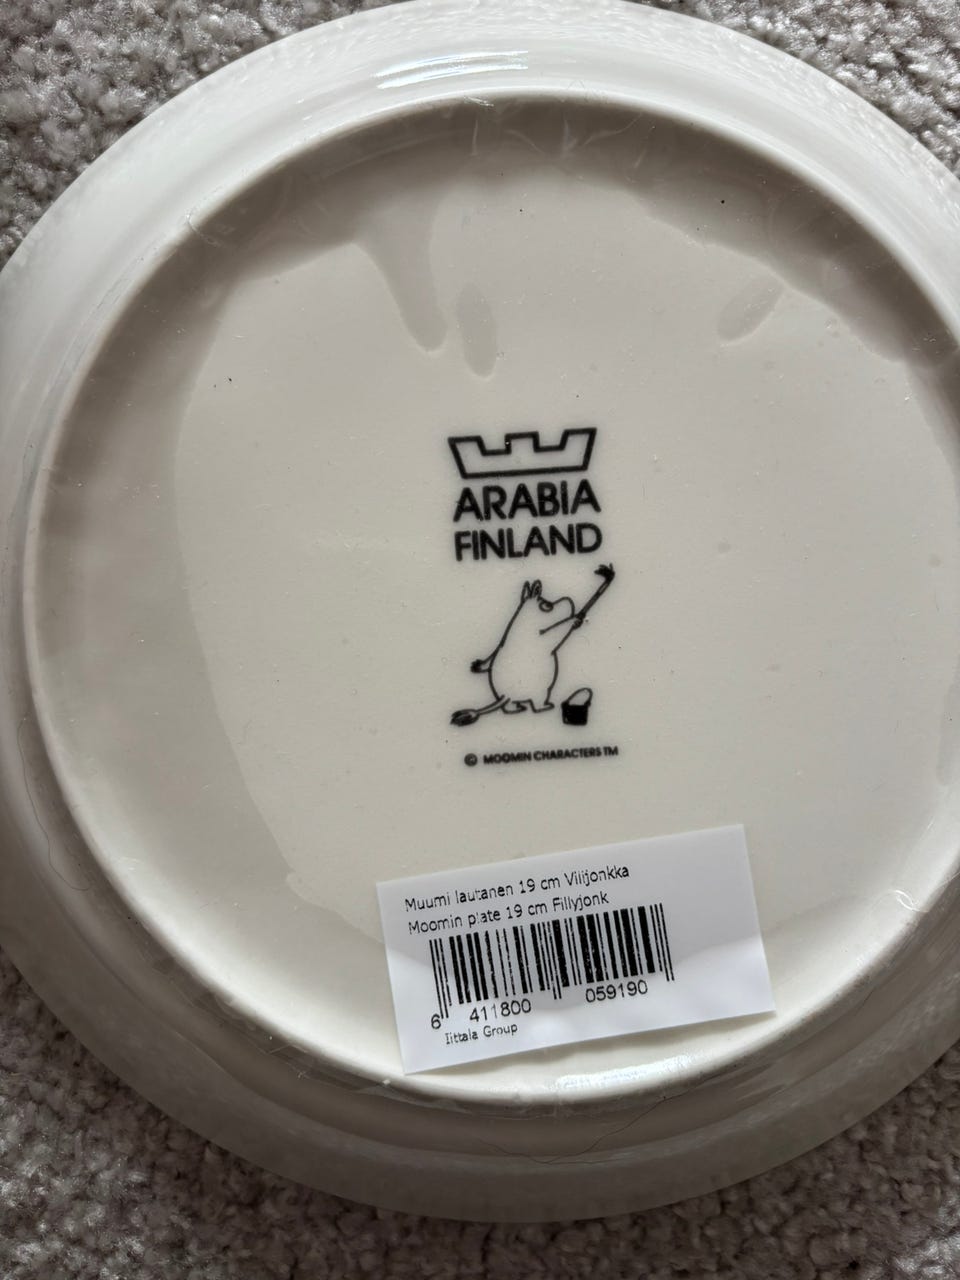 ARABIA
FINLAND
© MOOMIN CHARACTERS TM
Muumi lautanen 19 cm Vilijonkka
Moomin plate 19 cm Fillyjonk
6 411800 059190
Iittala Group